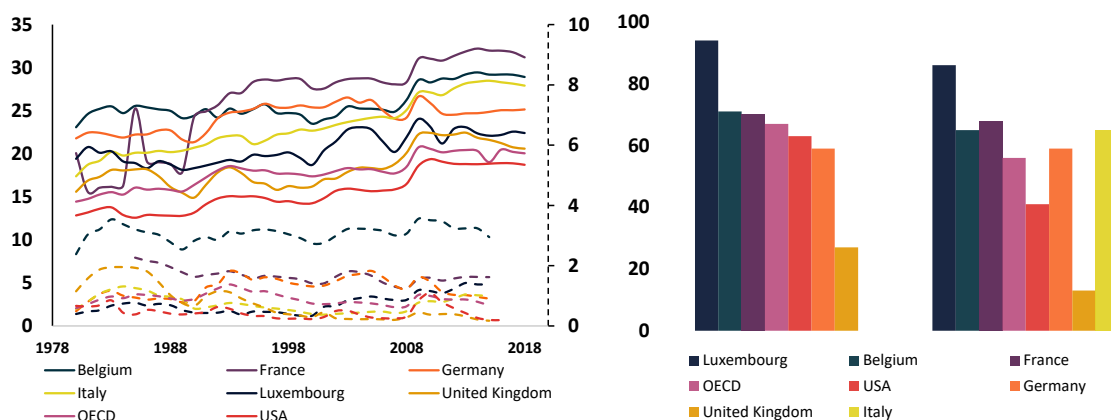 35
30
25
20
15
10
5
0
10
8
6
4
2
0
1978 1988 1998 2008 2018
Belgium France Germany
Italy Luxembourg United Kingdom
OECD USA
100
80
60
40
20
0
Luxembourg Belgium France
OECD USA Germany
United Kingdom Italy